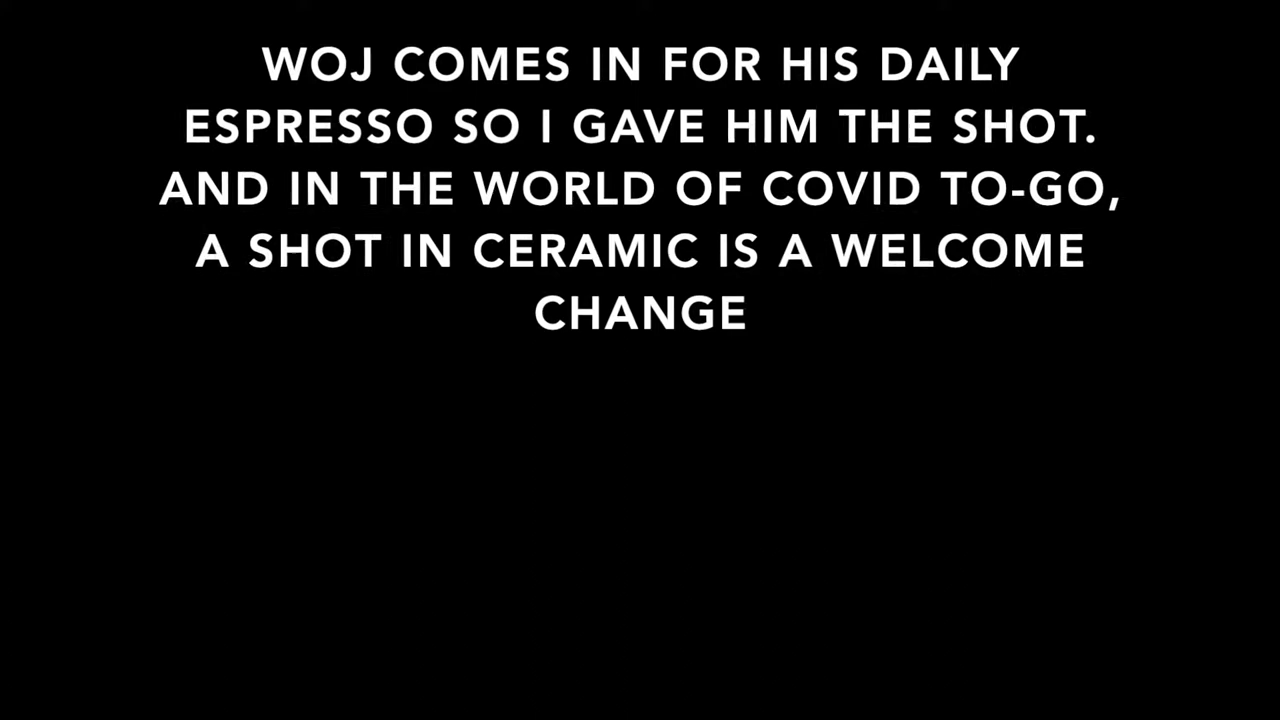 WOJ COMES IN FOR HIS DAILY
ESPRESSO SO I GAVE HIM THE SHOT.
AND IN THE WORLD OF COVID TO-GO,
A SHOT IN CERAMIC IS A WELCOME
CHANGE